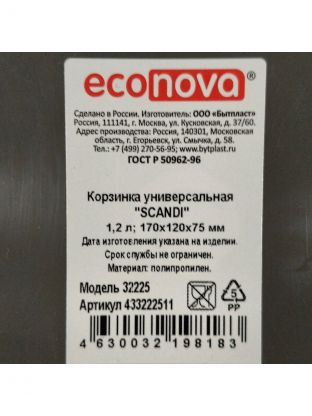 econova®
Сделано в России. Изготовитель: ООО «Бытпласт»
Россия, 111141, г. Москва, ул. Кусковская, д. 37/60.
Адрес производства: Россия, 140301, Московская
область, г. Егорьевск, ул. Смычка, д. 58.
Тел.: +7 (499) 270-56-95; www.bytplast.ru
ГОСТ Р 50962-96
Корзинка универсальная
"SCANDI"
1,2 л; 170х120х75 мм
Дата изготовления указана на изделии.
Срок службы не ограничен.
Материал: полипропилен.
Модель 32225
Артикул 433222511
5
PP
4 630032 198183